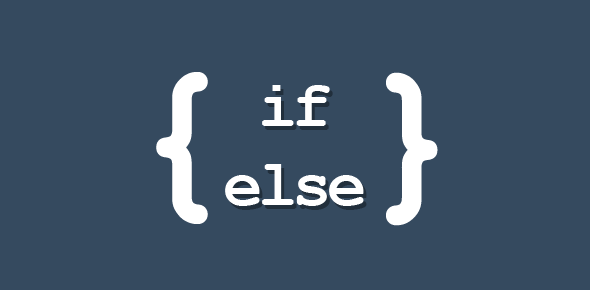 { if
else }